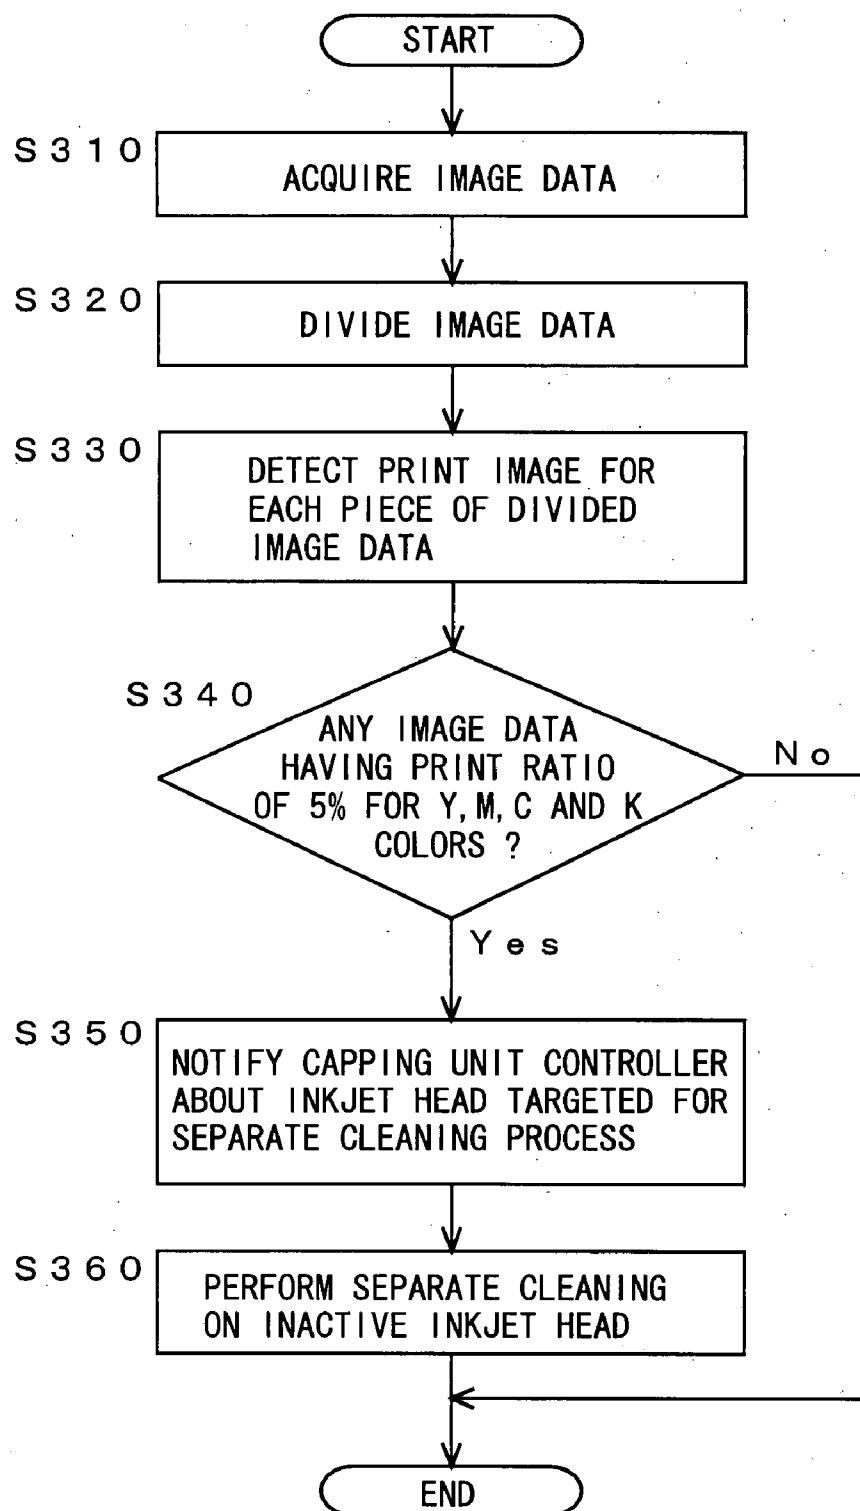 START
S310
ACQUIRE IMAGE DATA
S320
DIVIDE IMAGE DATA
S330
DETECT PRINT IMAGE FOR
EACH PIECE OF DIVIDED
IMAGE DATA
S340
ANY IMAGE DATA
HAVING PRINT RATIO
OF 5% FOR Y, M, C AND K
COLORS ?
No
Yes
S350
NOTIFY CAPPING UNIT CONTROLLER
ABOUT INKJET HEAD TARGETED FOR
SEPARATE CLEANING PROCESS
S360
PERFORM SEPARATE CLEANING
ON INACTIVE INKJET HEAD
END